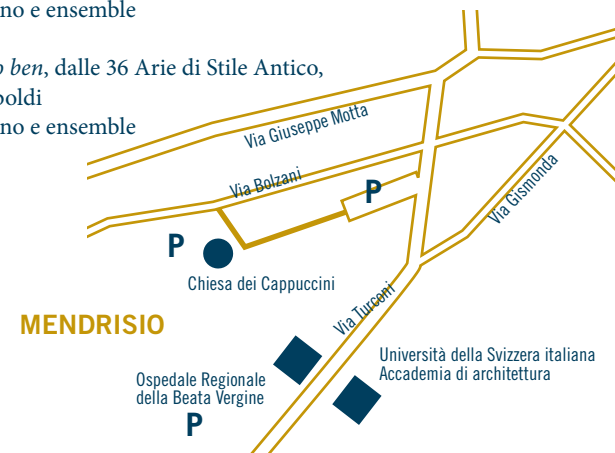 no e ensemble
o ben, dalle 36 Arie di Stile Antico,
boldi
no e ensemble
Via Giuseppe Motta
Via Bolzani
P
Via Gismonda
P
Chiesa dei Cappuccini
Via Turconi
MENDRISIO
Università della Svizzera italiana
Accademia di architettura
Ospedale Regionale
della Beata Vergine
P